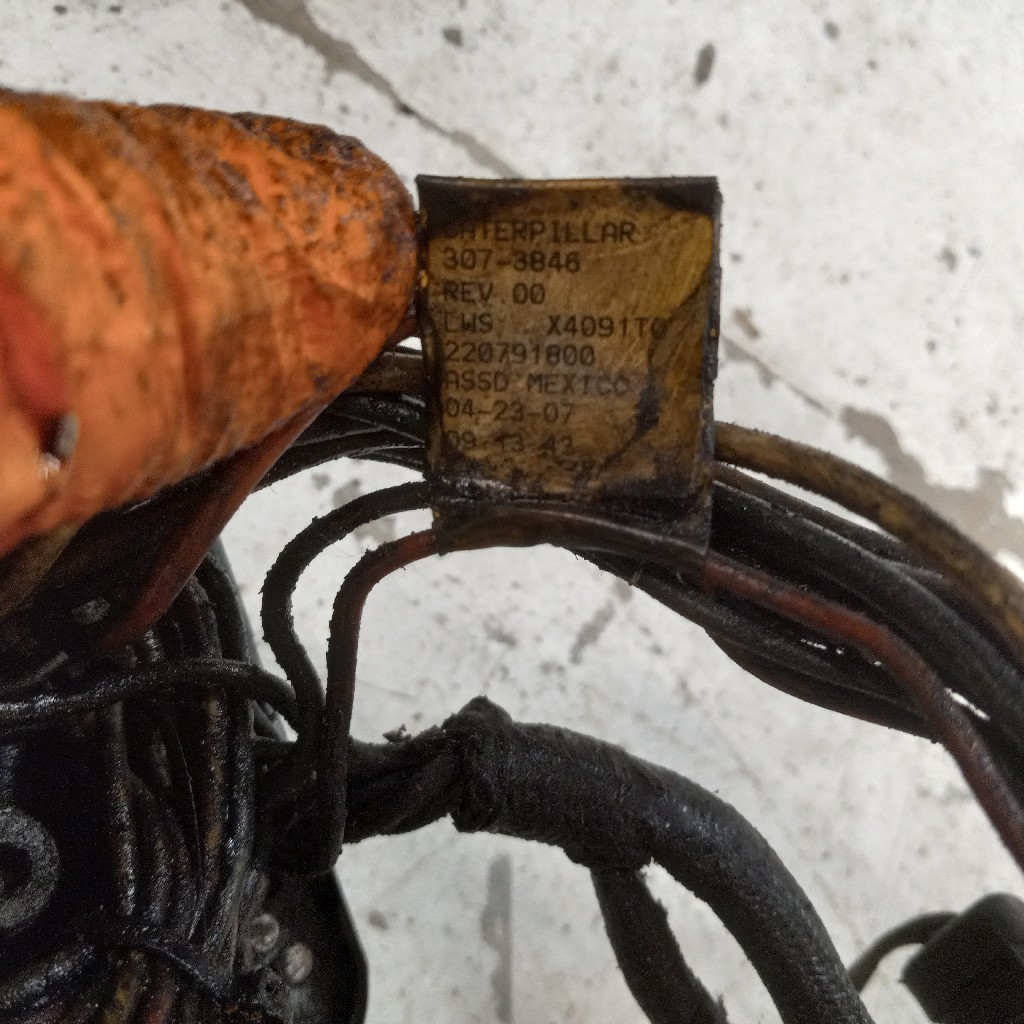 CATERPILLAR
307-3846
REV 00
LWS X4091T0
220791800
ASSD MEXICO
04-23-07
09 13 43